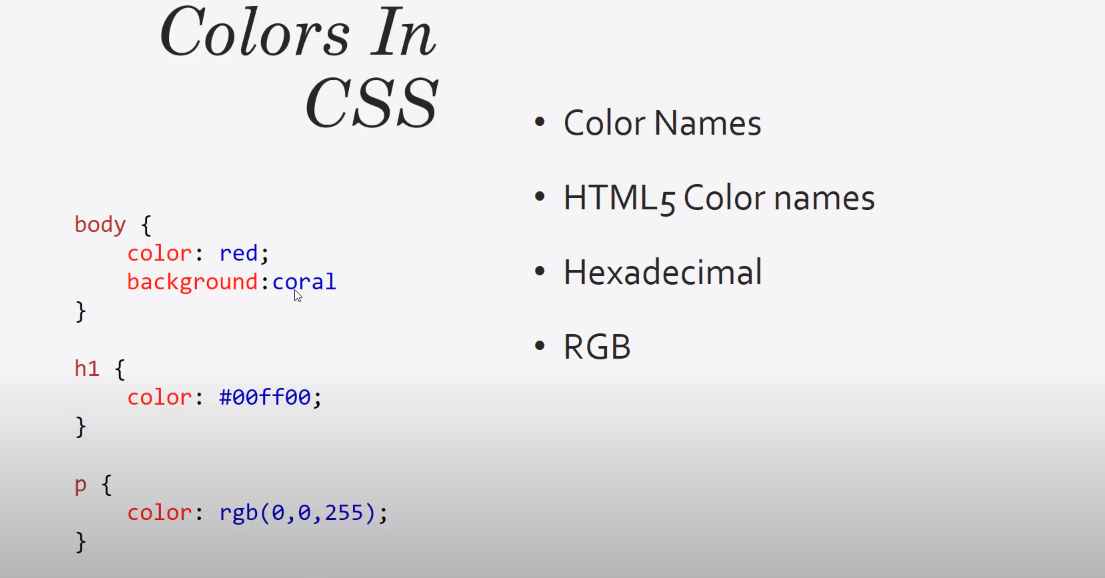 Colors In
CSS
body {
    color: red;
    background:coral
}
h1 {
    color: #00ff00;
}
p {
    color: rgb(0,0,255);
}
• Color Names
• HTML5 Color names
• Hexadecimal
• RGB